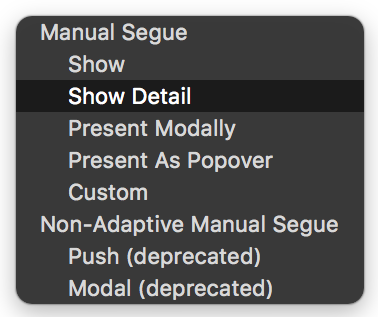 Manual Segue
Show
Show Detail
Present Modally
Present As Popover
Custom
Non-Adaptive Manual Segue
Push (deprecated)
Modal (deprecated)